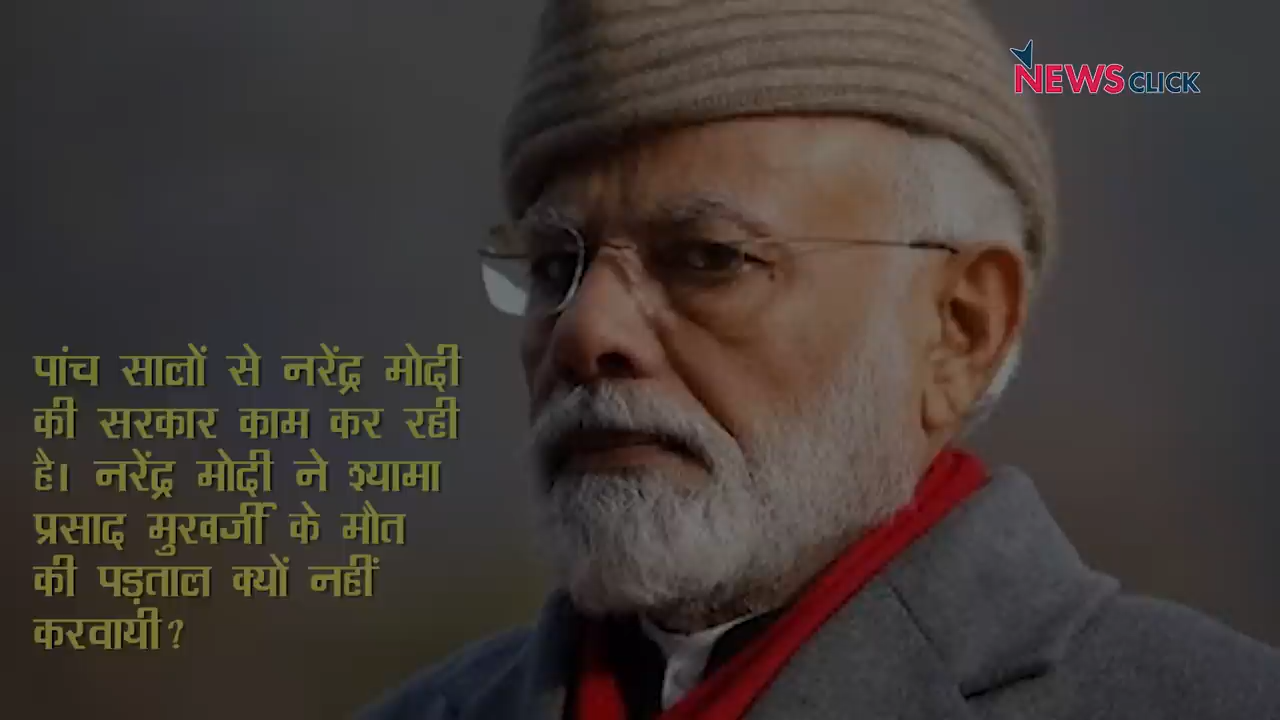 NEWSCLICK
पांच सालों से नरेंद्र मोदी
की सरकार काम कर रही
है। नरेंद्र मोदी ने श्यामा
प्रसाद मुखर्जी के मौत
की पड़ताल क्यों नहीं
करवायी?